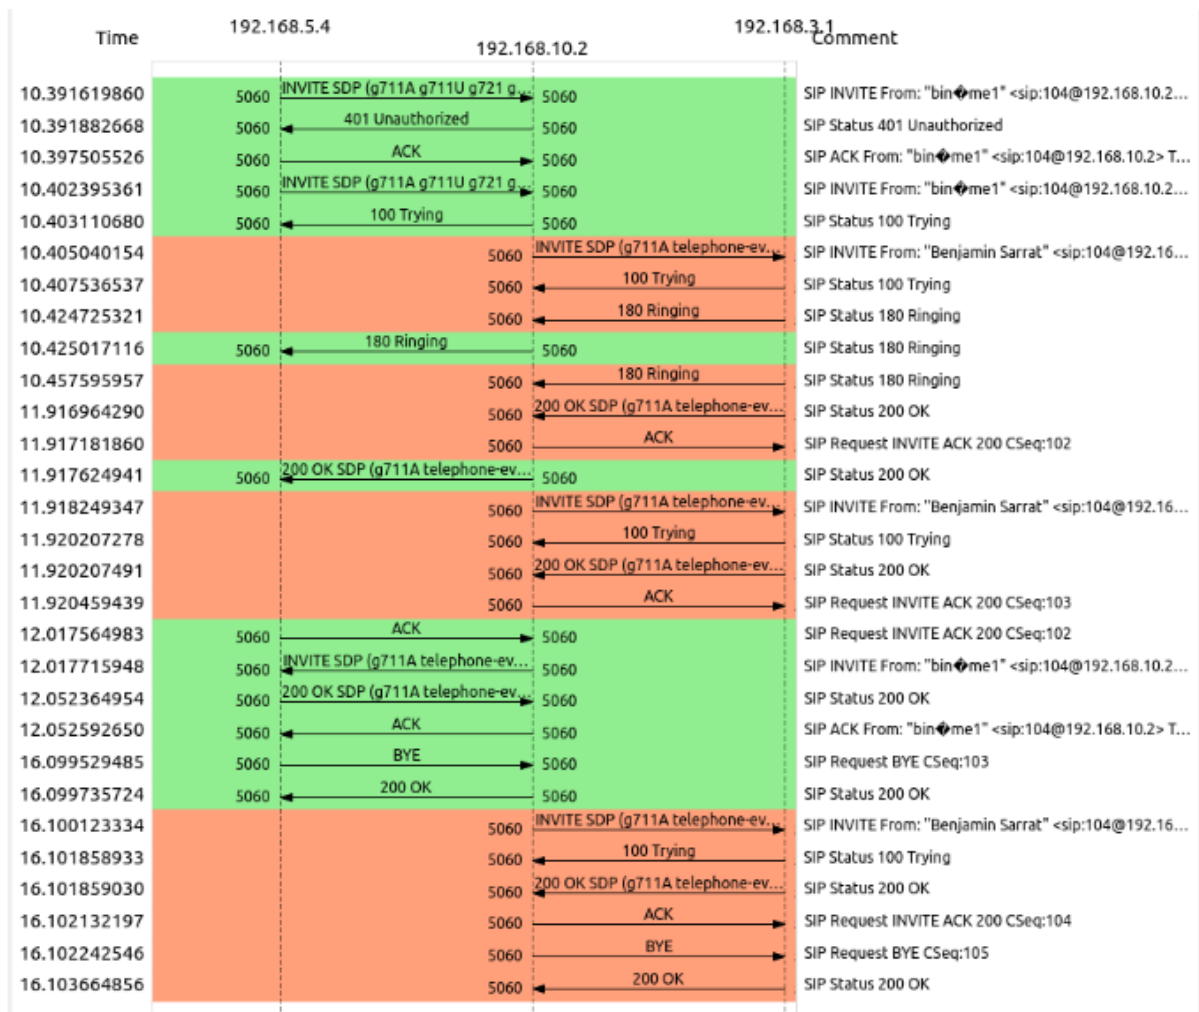 192.168.5.4
192.168.3.1
Time
Comment
192.168.10.2
10.391619860 5060 INVITE SDP (g711A g711U g721 g... 5060 SIP INVITE From: "bin�me1" <sip:104@192.168.10.2...
10.391882668 5060 401 Unauthorized 5060 SIP Status 401 Unauthorized
10.397505526 5060 ACK 5060 SIP ACK From: "bin�me1" <sip:104@192.168.10.2> T...
10.402395361 5060 INVITE SDP (g711A g711U g721 g... 5060 SIP INVITE From: "bin�me1" <sip:104@192.168.10.2...
10.403110680 5060 100 Trying 5060 SIP Status 100 Trying
10.405040154 5060 INVITE SDP (g711A telephone-ev... SIP INVITE From: "Benjamin Sarrat" <sip:104@192.16...
10.407536537 5060 100 Trying SIP Status 100 Trying
10.424725321 5060 180 Ringing SIP Status 180 Ringing
10.425017116 5060 180 Ringing 5060 SIP Status 180 Ringing
10.457595957 5060 180 Ringing SIP Status 180 Ringing
11.916964290 5060 200 OK SDP (g711A telephone-ev... SIP Status 200 OK
11.917181860 5060 ACK SIP Request INVITE ACK 200 CSeq:102
11.917624941 5060 200 OK SDP (g711A telephone-ev... 5060 SIP Status 200 OK
11.918249347 5060 INVITE SDP (g711A telephone-ev... SIP INVITE From: "Benjamin Sarrat" <sip:104@192.16...
11.920207278 5060 100 Trying SIP Status 100 Trying
11.920207491 5060 200 OK SDP (g711A telephone-ev... SIP Status 200 OK
11.920459439 5060 ACK SIP Request INVITE ACK 200 CSeq:103
12.017564983 5060 ACK 5060 SIP Request INVITE ACK 200 CSeq:102
12.017715948 5060 INVITE SDP (g711A telephone-ev... 5060 SIP INVITE From: "bin�me1" <sip:104@192.168.10.2...
12.052364954 5060 200 OK SDP (g711A telephone-ev... 5060 SIP Status 200 OK
12.052592650 5060 ACK 5060 SIP ACK From: "bin�me1" <sip:104@192.168.10.2> T...
16.099529485 5060 BYE 5060 SIP Request BYE CSeq:103
16.099735724 5060 200 OK 5060 SIP Status 200 OK
16.100123334 5060 INVITE SDP (g711A telephone-ev... SIP INVITE From: "Benjamin Sarrat" <sip:104@192.16...
16.101858933 5060 100 Trying SIP Status 100 Trying
16.101859030 5060 200 OK SDP (g711A telephone-ev... SIP Status 200 OK
16.102132197 5060 ACK SIP Request INVITE ACK 200 CSeq:104
16.102242546 5060 BYE SIP Request BYE CSeq:105
16.103664856 5060 200 OK SIP Status 200 OK